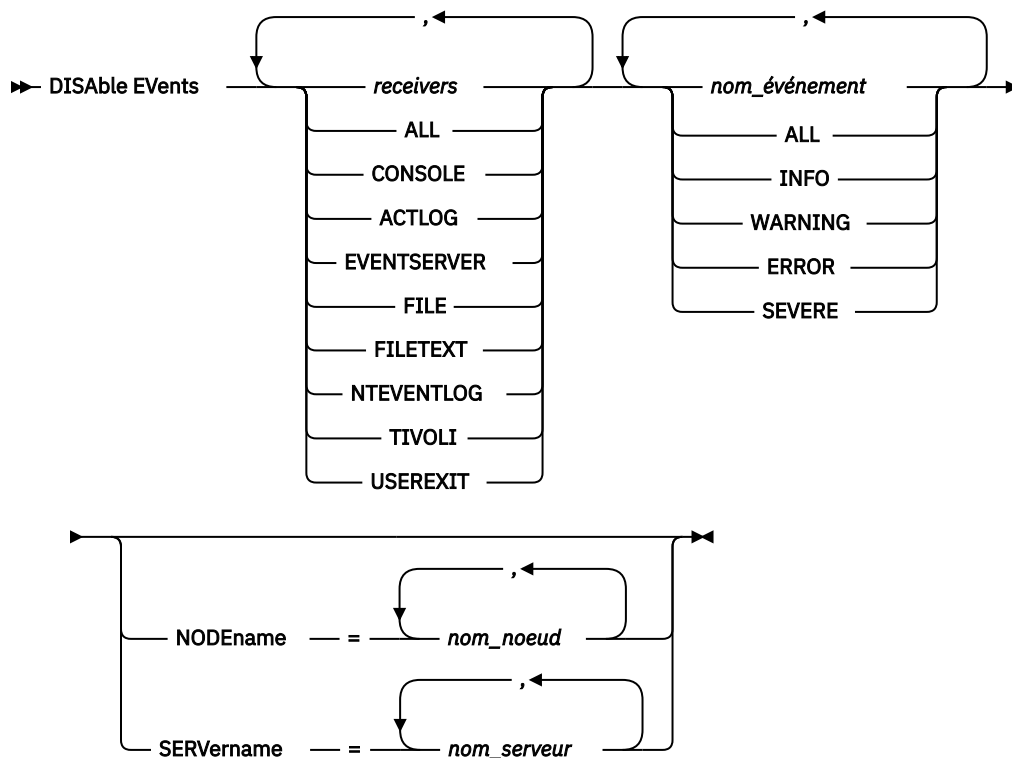 , ,
DISAble EVents receivers nom_événement
ALL ALL
CONSOLE INFO
ACTLOG WARNING
EVENTSERVER ERROR
FILE SEVERE
FILETEXT
NTEVENTLOG
TIVOLI
USEREXIT
,
NODEname = nom_noeud
,
SERVername = nom_serveur